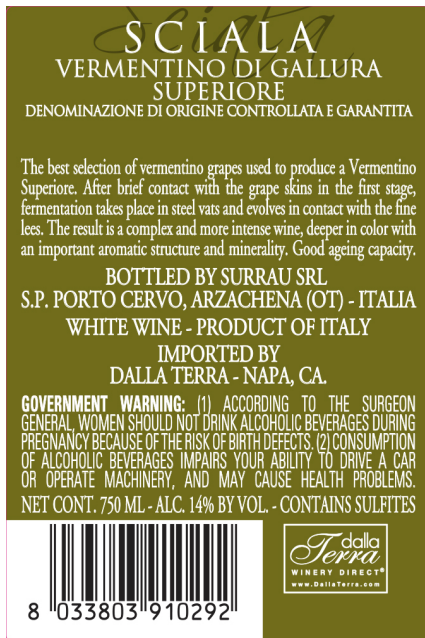 Sciala
SCIALA
VERMENTINO DI GALLURA
SUPERIORE
DENOMINAZIONE DI ORIGINE CONTROLLATA E GARANTITA
The best selection of vermentino grapes used to produce a Vermentino
Superiore. After brief contact with the grape skins in the first stage,
fermentation takes place in steel vats and evolves in contact with the fine
lees. The result is a complex and more intense wine, deeper in color with
an important aromatic structure and minerality. Good ageing capacity.
BOTTLED BY SURRAU SRL
S.P. PORTO CERVO, ARZACHENA (OT) - ITALIA
WHITE WINE - PRODUCT OF ITALY
IMPORTED BY
DALLA TERRA - NAPA, CA.
GOVERNMENT WARNING: (1) ACCORDING TO THE SURGEON
GENERAL, WOMEN SHOULD NOT DRINK ALCOHOLIC BEVERAGES DURING
PREGNANCY BECAUSE OF THE RISK OF BIRTH DEFECTS. (2) CONSUMPTION
OF ALCOHOLIC BEVERAGES IMPAIRS YOUR ABILITY TO DRIVE A CAR
OR OPERATE MACHINERY, AND MAY CAUSE HEALTH PROBLEMS.
NET CONT. 750 ML - ALC. 14% BY VOL. - CONTAINS SULFITES
8 033803 910292
dalla
Terra
WINERY DIRECT®
www.DallaTerra.com